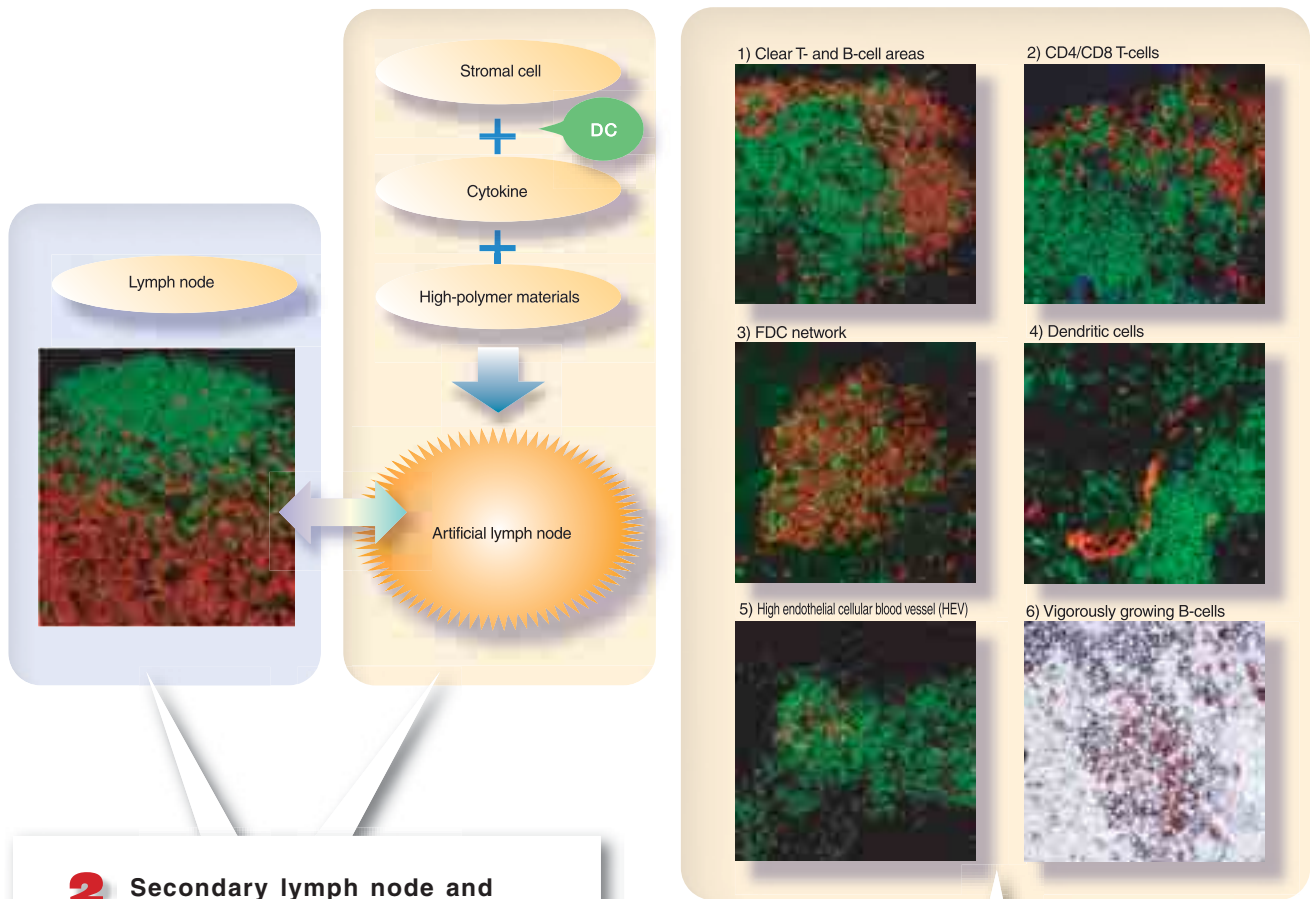 Lymph node
Stromal cell
DC
Cytokine
High-polymer materials
Artificial lymph node
1) Clear T- and B-cell areas
2) CD4/CD8 T-cells
3) FDC network
4) Dendritic cells
5) High endothelial cellular blood vessel (HEV)
6) Vigorously growing B-cells
2 Secondary lymph node and